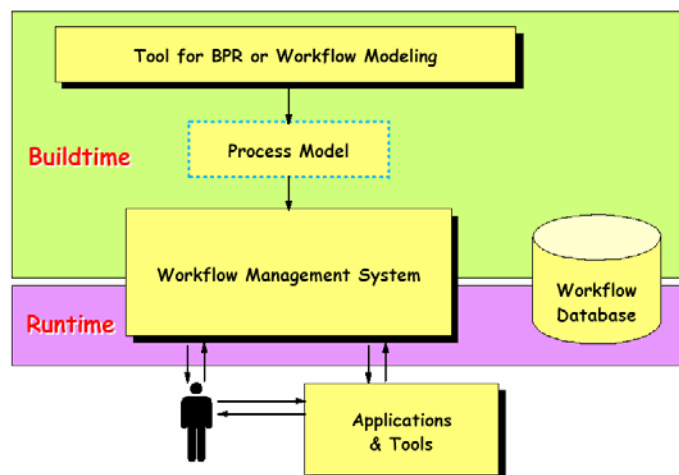 Tool for BPR or Workflow Modeling
Process Model
Buildtime
Workflow Management System
Workflow
Database
Runtime
Applications
& Tools